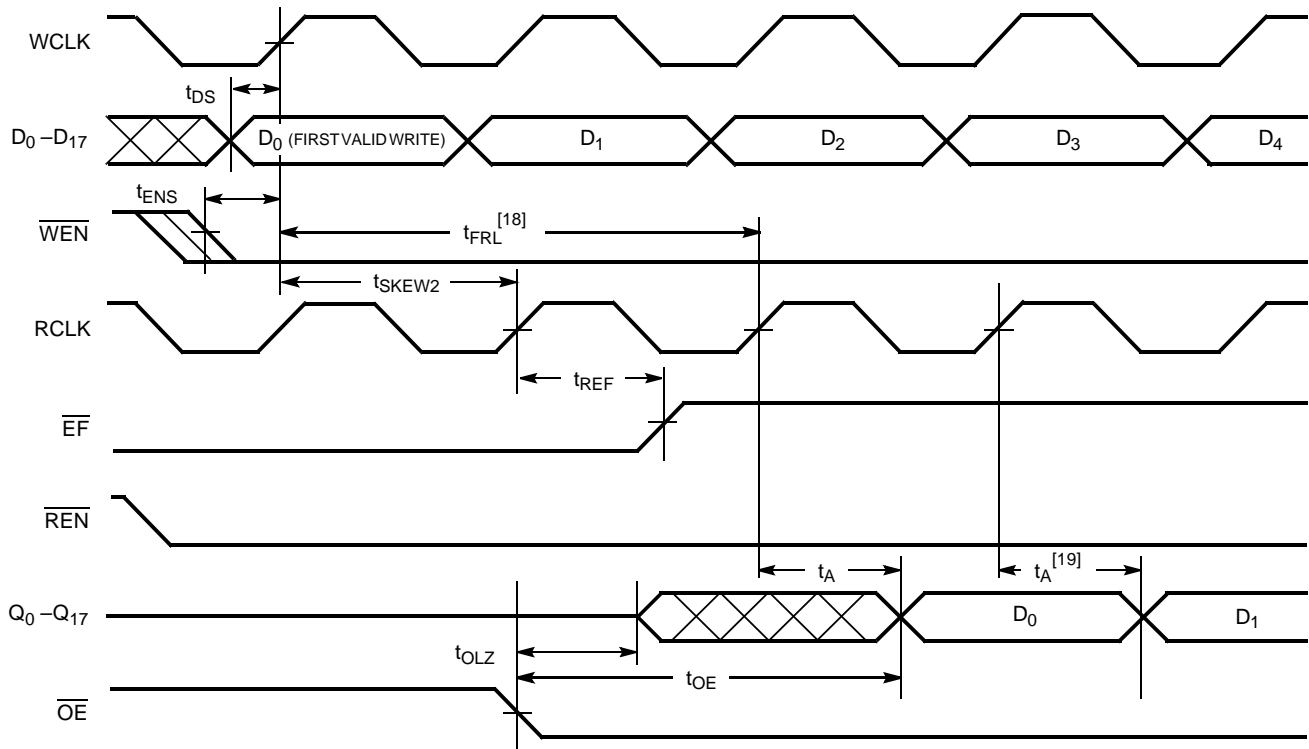 WCLK
tDS
D0 –D17
D0 (FIRST VALID WRITE)
D1
D2
D3
D4
tENS
WEN
tFRL[18]
tSKEW2
RCLK
tREF
EF
REN
tA
tA[19]
Q0 –Q17
D0
D1
tOLZ
tOE
OE